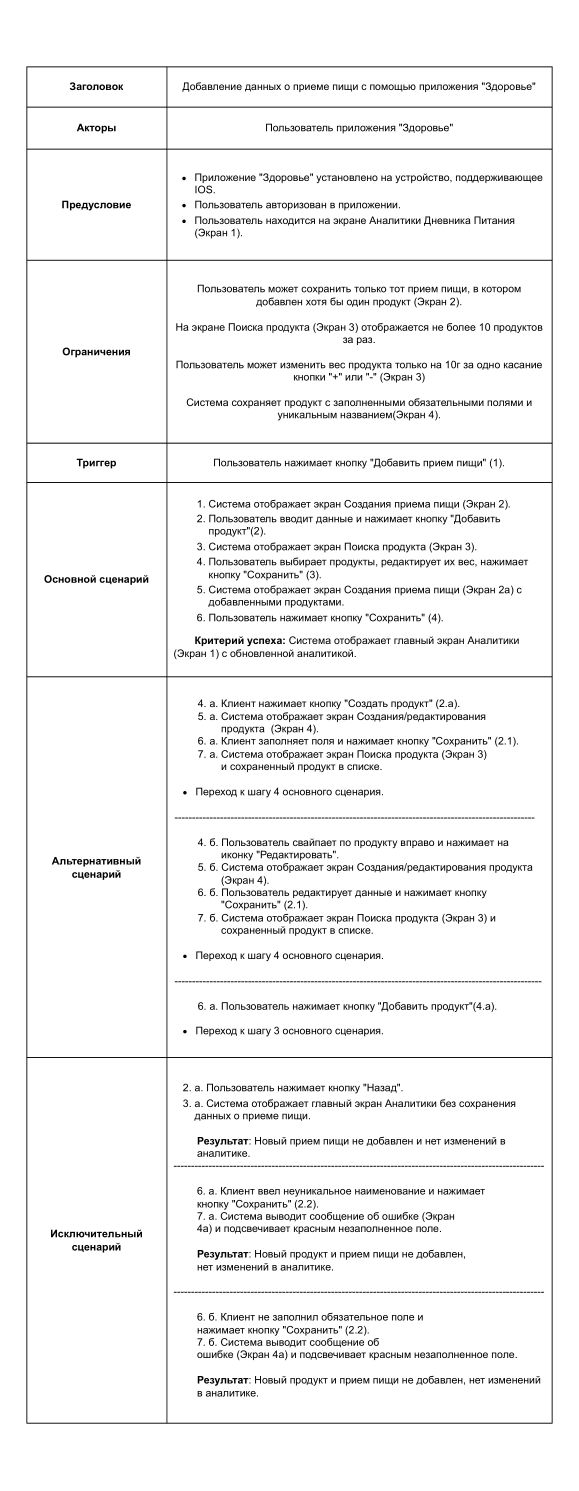 Заголовок
Добавление данных о приеме пищи с помощью приложения "Здоровье"
Акторы
Пользователь приложения "Здоровье"
Предусловие
• Приложение "Здоровье" установлено на устройство, поддерживающее
IOS.
• Пользователь авторизован в приложении.
• Пользователь находится на экране Аналитики Дневника Питания
(Экран 1).
Ограничения
Пользователь может сохранить только тот прием пищи, в котором
добавлен хотя бы один продукт (Экран 2).
На экране Поиска продукта (Экран 3) отображается не более 10 продуктов
за раз.
Пользователь может изменить вес продукта только на 10г за одно касание
кнопки "+" или "-" (Экран 3)
Система сохраняет продукт с заполненными обязательными полями и
уникальным названием(Экран 4).
Триггер
Пользователь нажимает кнопку "Добавить прием пищи" (1).
Основной сценарий
1. Система отображает экран Создания приема пищи (Экран 2).
2. Пользователь вводит данные и нажимает кнопку "Добавить
продукт"(2).
3. Система отображает экран Поиска продукта (Экран 3).
4. Пользователь выбирает продукты, редактирует их вес, нажимает
кнопку "Сохранить" (3).
5. Система отображает экран Создания приема пищи (Экран 2а) с
добавленными продуктами.
6. Пользователь нажимает кнопку "Сохранить" (4).
Критерий успеха: Система отображает главный экран Аналитики
(Экран 1) с обновленной аналитикой.
Альтернативный
сценарий
4. а. Клиент нажимает кнопку "Создать продукт" (2.а).
5. а. Система отображает экран Создания/редактирования
продукта (Экран 4).
6. а. Клиент заполняет поля и нажимает кнопку "Сохранить" (2.1).
7. а. Система отображает экран Поиска продукта (Экран 3)
и сохраненный продукт в списке.
• Переход к шагу 4 основного сценария.
4. б. Пользователь свайпает по продукту вправо и нажимает на
иконку "Редактировать".
5. б. Система отображает экран Создания/редактирования продукта
(Экран 4).
6. б. Пользователь редактирует данные и нажимает кнопку
"Сохранить" (2.1).
7. б. Система отображает экран Поиска продукта (Экран 3) и
сохраненный продукт в списке.
• Переход к шагу 4 основного сценария.
6. а. Пользователь нажимает кнопку "Добавить продукт"(4.а).
• Переход к шагу 3 основного сценария.
Исключительный
сценарий
2. а. Пользователь нажимает кнопку "Назад".
3. а. Система отображает главный экран Аналитики без сохранения
данных о приеме пищи.
Результат: Новый прием пищи не добавлен и нет изменений в
аналитике.
6. а. Клиент ввел неуникальное наименование и нажимает
кнопку "Сохранить" (2.2).
7. а. Система выводит сообщение об ошибке (Экран
4а) и подсвечивает красным незаполненное поле.
Результат: Новый продукт и прием пищи не добавлен,
нет изменений в аналитике.
6. б. Клиент не заполнил обязательное поле и
нажимает кнопку "Сохранить" (2.2).
7. б. Система выводит сообщение об
ошибке (Экран 4а) и подсвечивает красным незаполненное поле.
Результат: Новый продукт и прием пищи не добавлен, нет изменений
в аналитике.